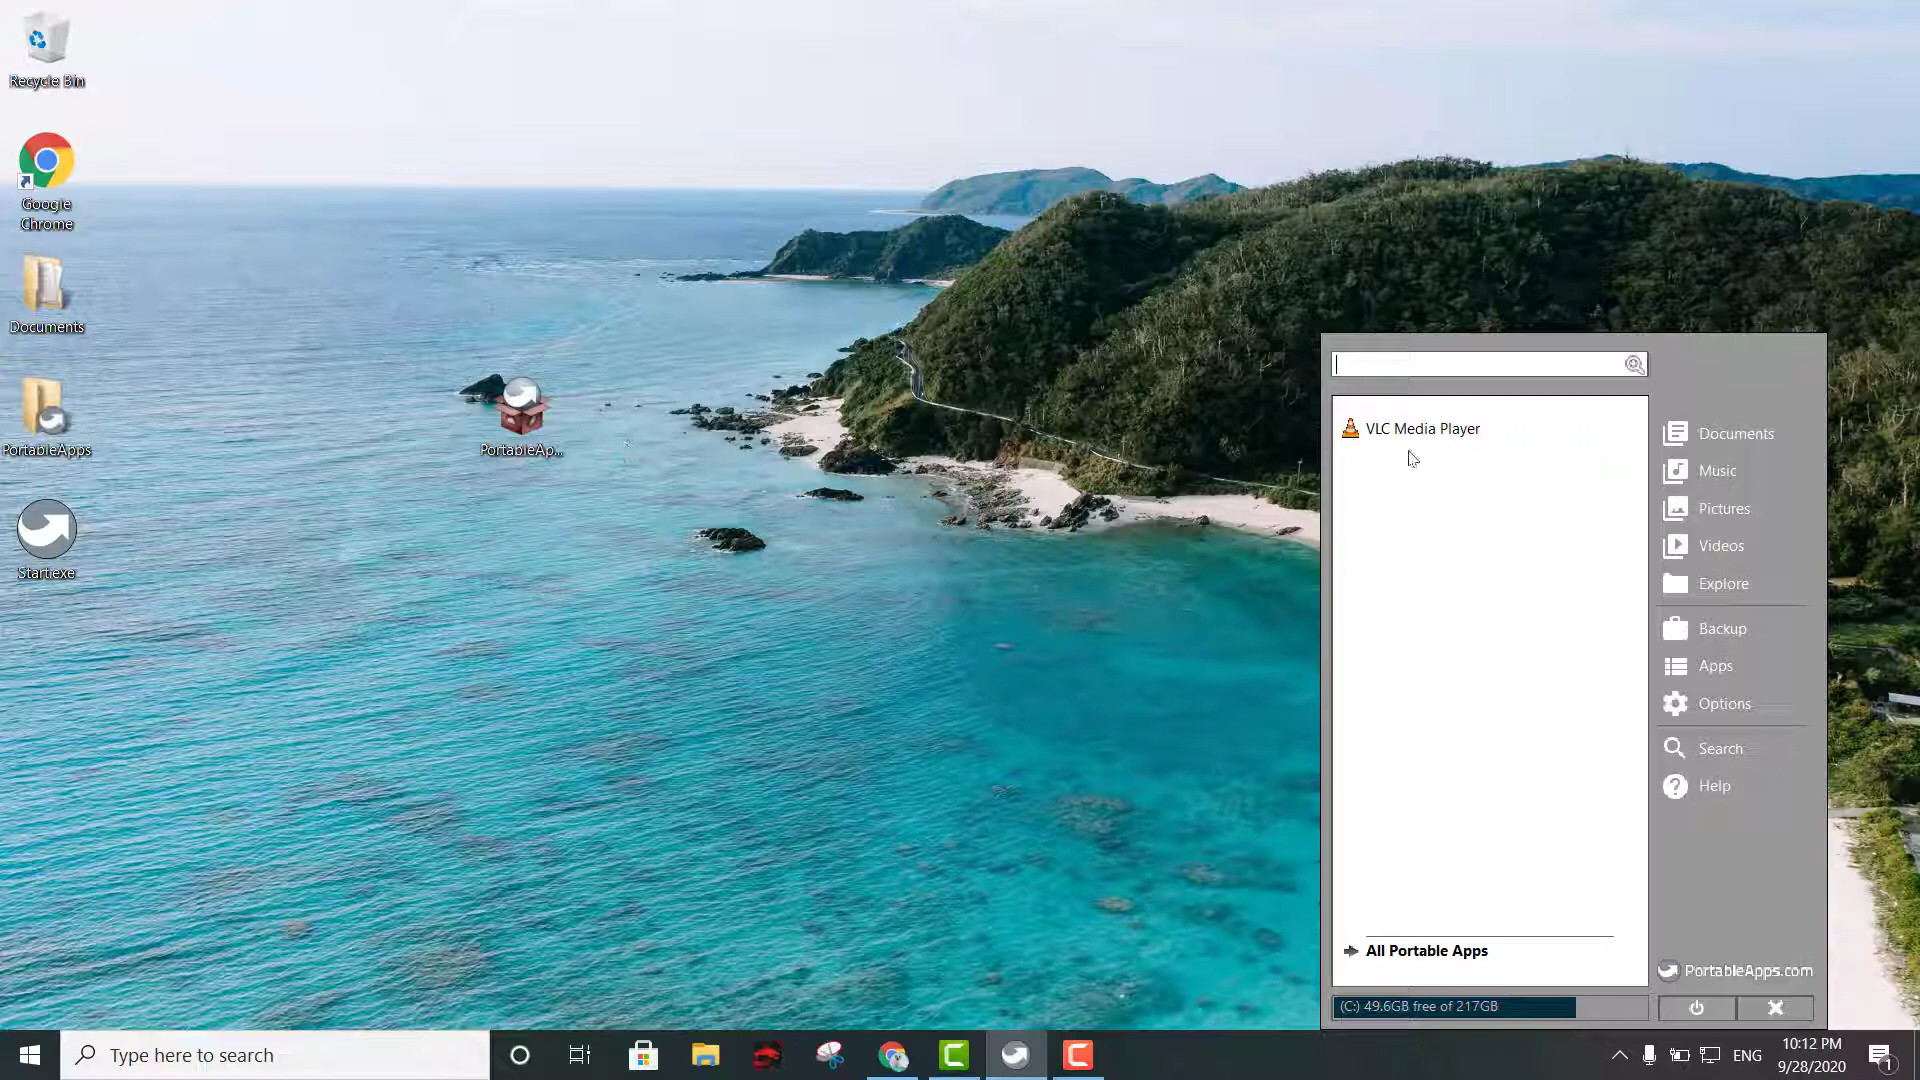 Recycle Bin
Google
Chrome
Documents
PortableApps
Start.exe
PortableAp...
VLC Media Player
All Portable Apps
(C:) 49.6GB free of 217GB
Documents
Music
Pictures
Videos
Explore
Backup
Apps
Options
Search
Help
PortableApps.com
Type here to search
ENG
10:12 PM
9/28/2020
1